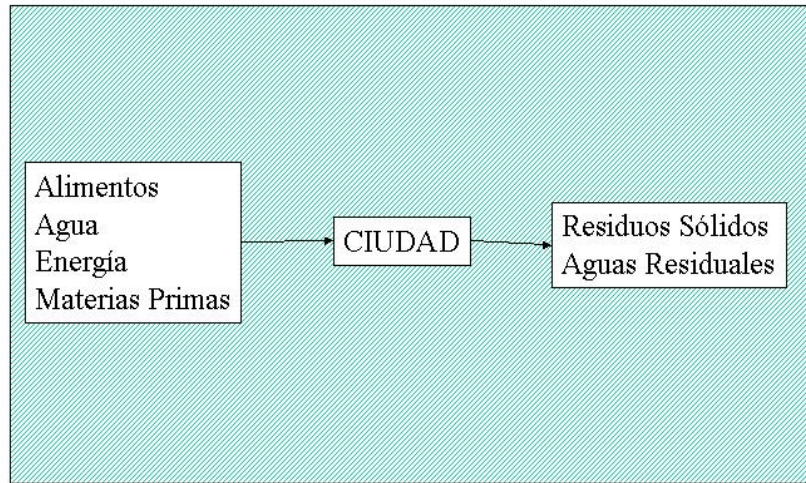 Alimentos
Agua
Energía
Materias Primas
CIUDAD
Residuos Sólidos
Aguas Residuales